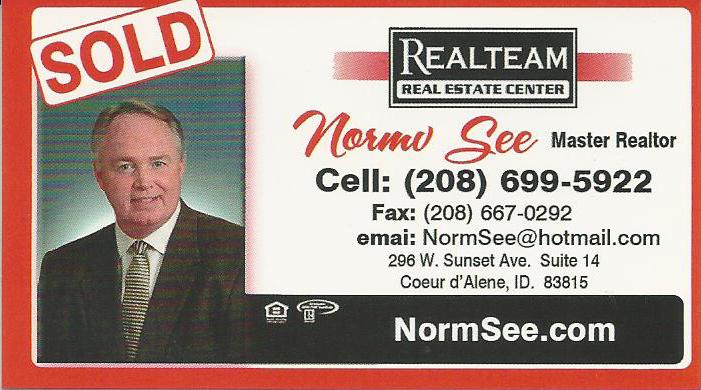 SOLD
REALTEAM
REAL ESTATE CENTER
Norm See Master Realtor
Cell: (208) 699-5922
Fax: (208) 667-0292
emai: NormSee@hotmail.com
296 W. Sunset Ave. Suite 14
Coeur d'Alene, ID. 83815
NormSee.com